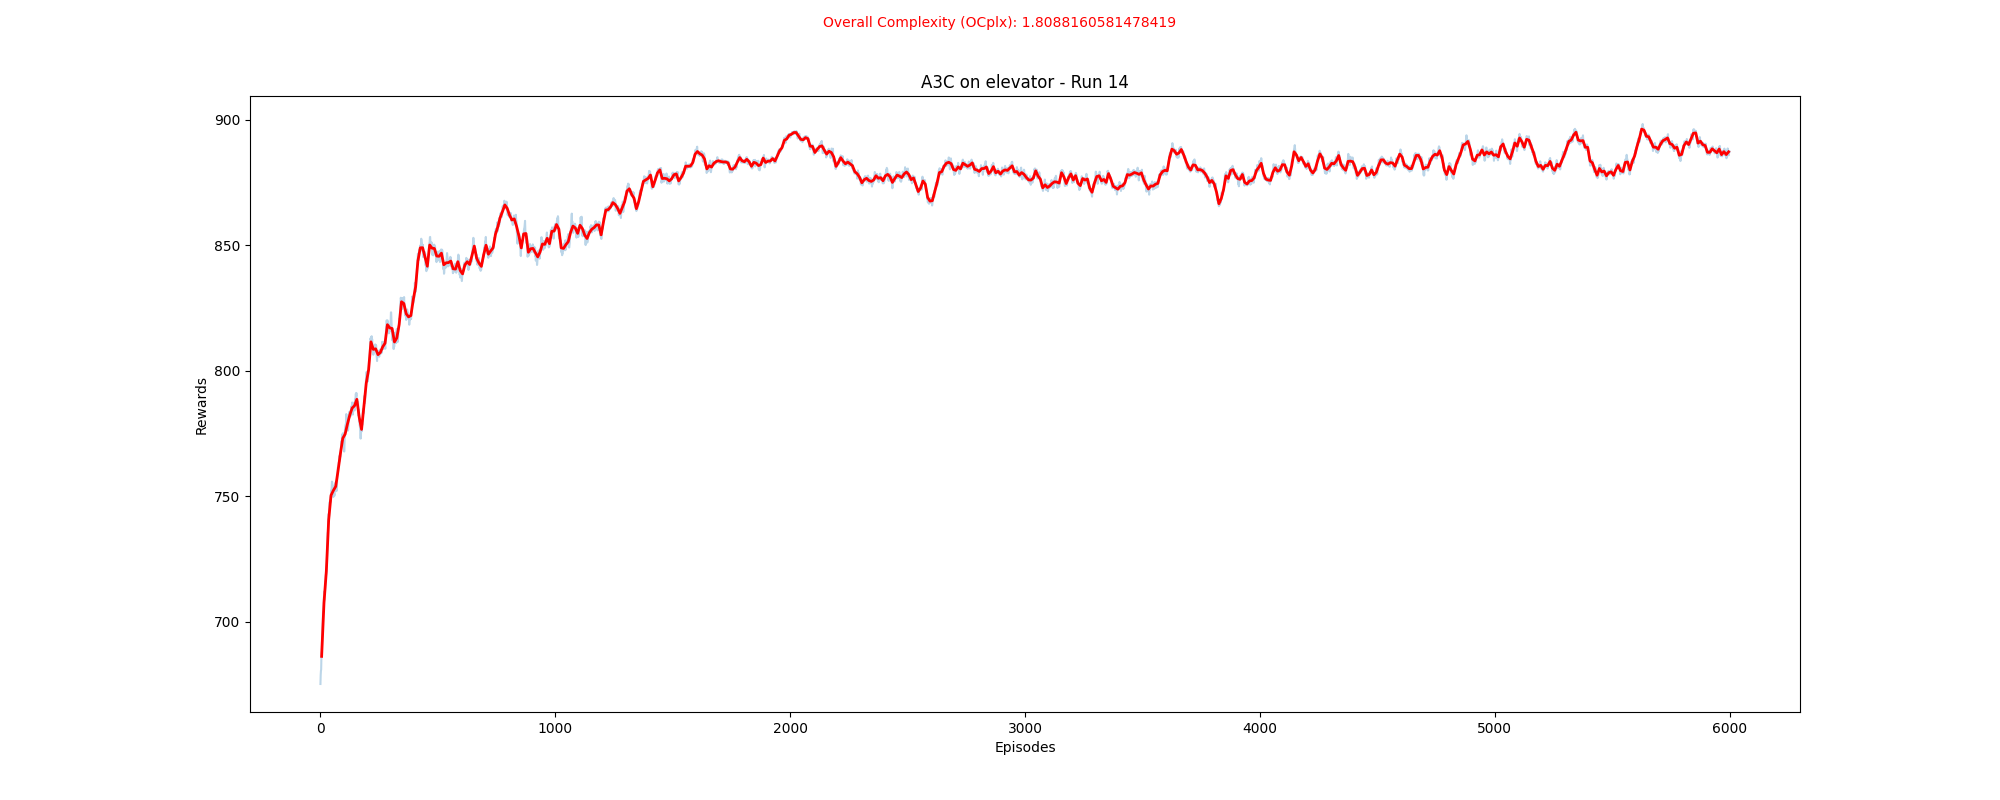 Overall Complexity (OCplx): 1.8088160581478419
A3C on elevator - Run 14
900
850
800
750
700
Rewards
0 1000 2000 3000 4000 5000 6000
Episodes